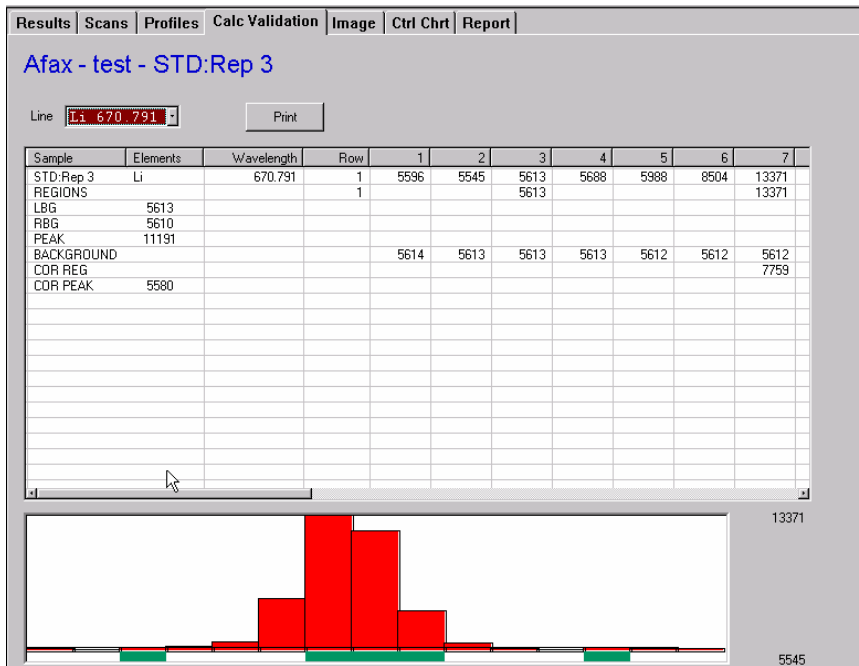 Results Scans Profiles Calc Validation Image Ctrl Chrt Report
Afax - test - STD:Rep 3
Line Li 670.791 Print
Sample Elements Wavelength Row 1 2 3 4 5 6 7
STD:Rep 3 Li 670.791 1 5596 5545 5613 5688 5988 8504 13371
REGIONS 1 5613 13371
LBG 5613
RBG 5610
PEAK 11191
BACKGROUND 5614 5613 5613 5613 5612 5612 5612
COR REG 7759
COR PEAK 5580
13371
5545